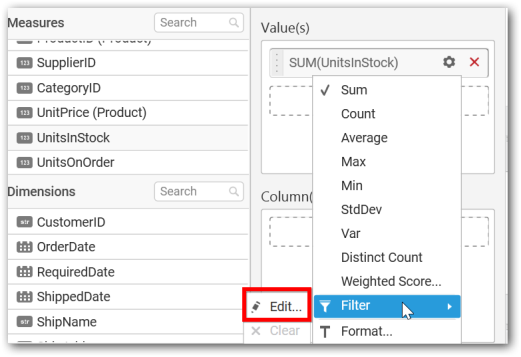 Measures
Search
ProductID (Product)
123 SupplierID
123 CategoryID
123 UnitPrice (Product)
123 UnitsInStock
123 UnitsOnOrder
Dimensions
Search
str CustomerID
OrderDate
RequiredDate
ShippedDate
str ShipName
Value(s)
SUM(UnitsInStock)
Sum
Count
Average
Max
Min
StdDev
Var
Distinct Count
Weighted Score...
Filter
Format...
Column(
Edit...
Clear